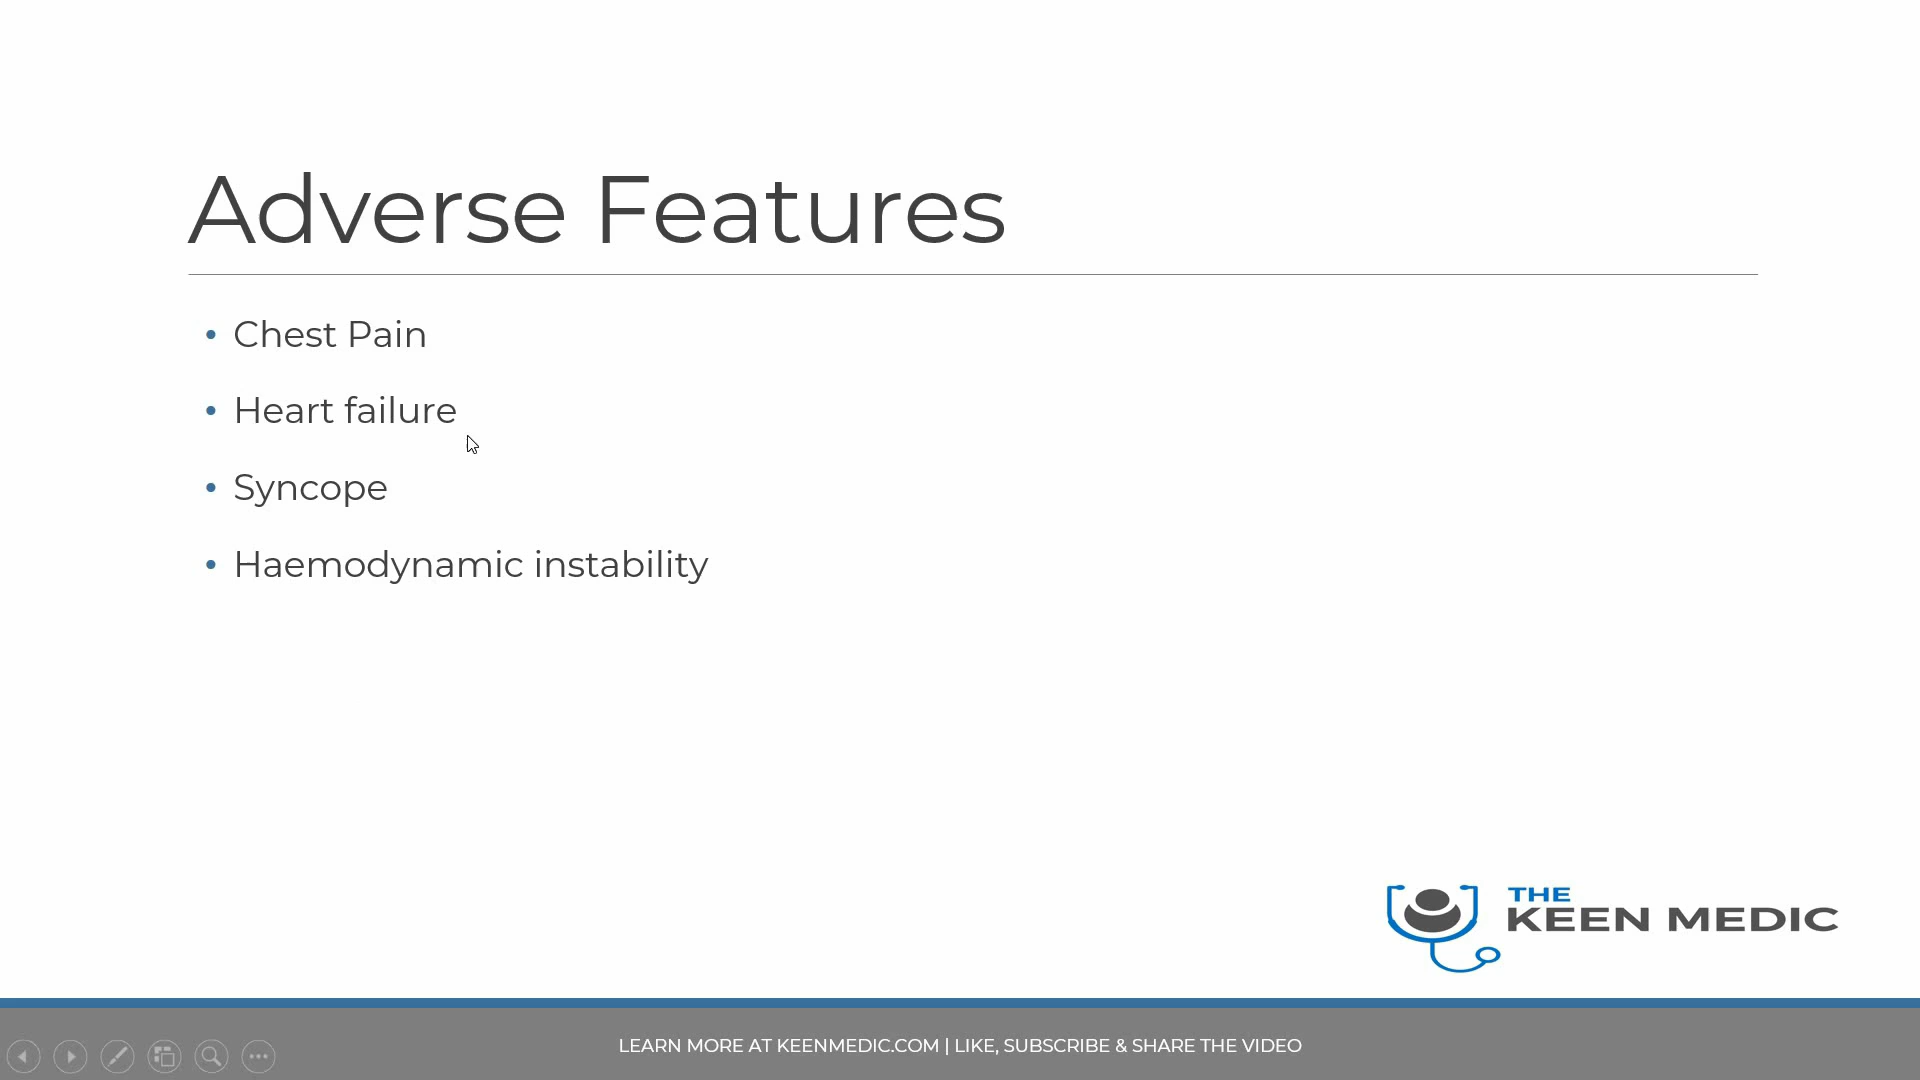 Adverse Features
• Chest Pain
• Heart failure
• Syncope
• Haemodynamic instability
THE
KEEN MEDIC
LEARN MORE AT KEENMEDIC.COM | LIKE, SUBSCRIBE & SHARE THE VIDEO